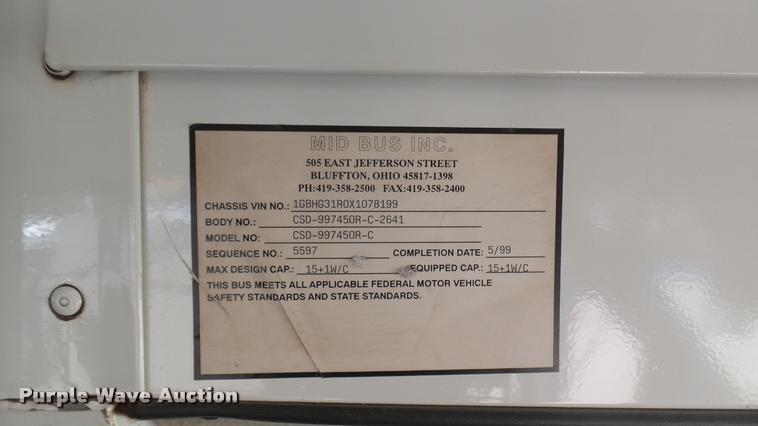 MID BUS INC.
505 EAST JEFFERSON STREET
BLUFFTON, OHIO 45817-1398
PH:419-358-2500 FAX:419-358-2400
CHASSIS VIN NO.: 1GBHG31R0X1078199
BODY NO.: CSD-997450R-C-2641
MODEL NO.: CSD-997450R-C
SEQUENCE NO.: 5597 COMPLETION DATE: 5/99
MAX DESIGN CAP.: 15+1W/C EQUIPPED CAP.: 15+1W/C
THIS BUS MEETS ALL APPLICABLE FEDERAL MOTOR VEHICLE
SAFETY STANDARDS AND STATE STANDARDS.
Purple Wave Auction